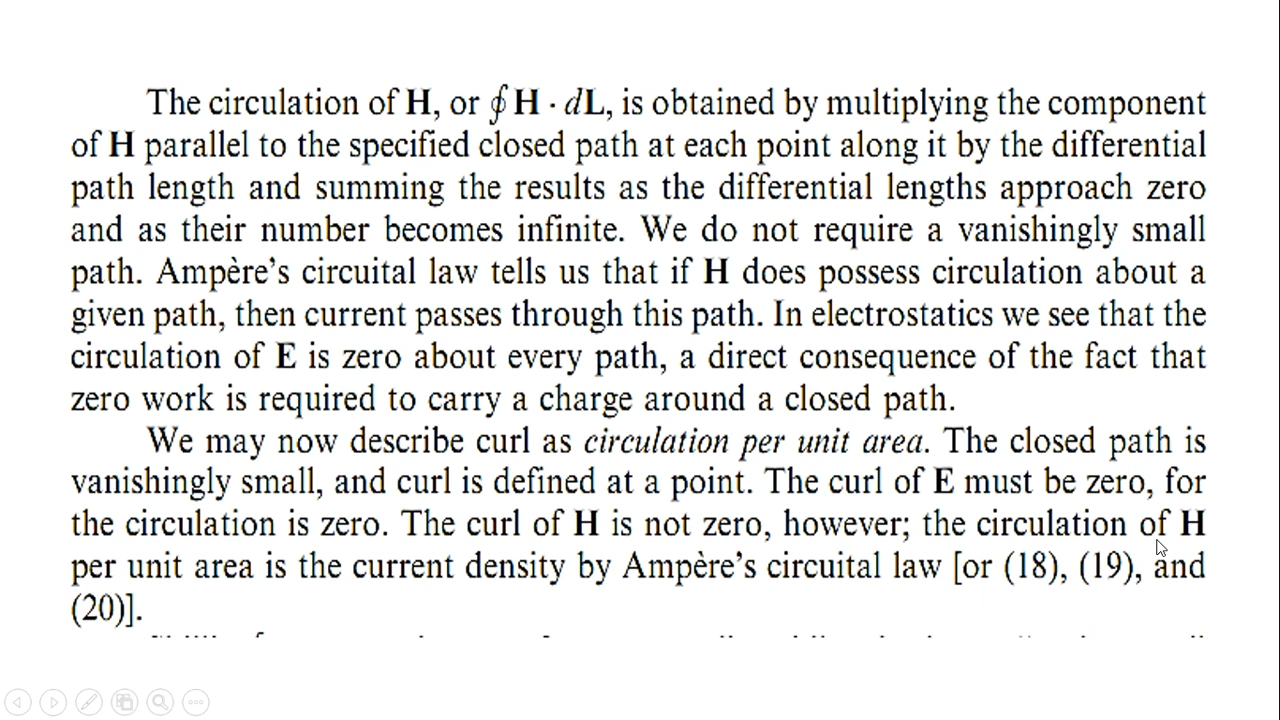 The circulation of H, or ∮ H · dL, is obtained by multiplying the component
of H parallel to the specified closed path at each point along it by the differential
path length and summing the results as the differential lengths approach zero
and as their number becomes infinite. We do not require a vanishingly small
path. Ampère's circuital law tells us that if H does possess circulation about a
given path, then current passes through this path. In electrostatics we see that the
circulation of E is zero about every path, a direct consequence of the fact that
zero work is required to carry a charge around a closed path.
We may now describe curl as circulation per unit area. The closed path is
vanishingly small, and curl is defined at a point. The curl of E must be zero, for
the circulation is zero. The curl of H is not zero, however; the circulation of H
per unit area is the current density by Ampère's circuital law [or (18), (19), and
(20)].